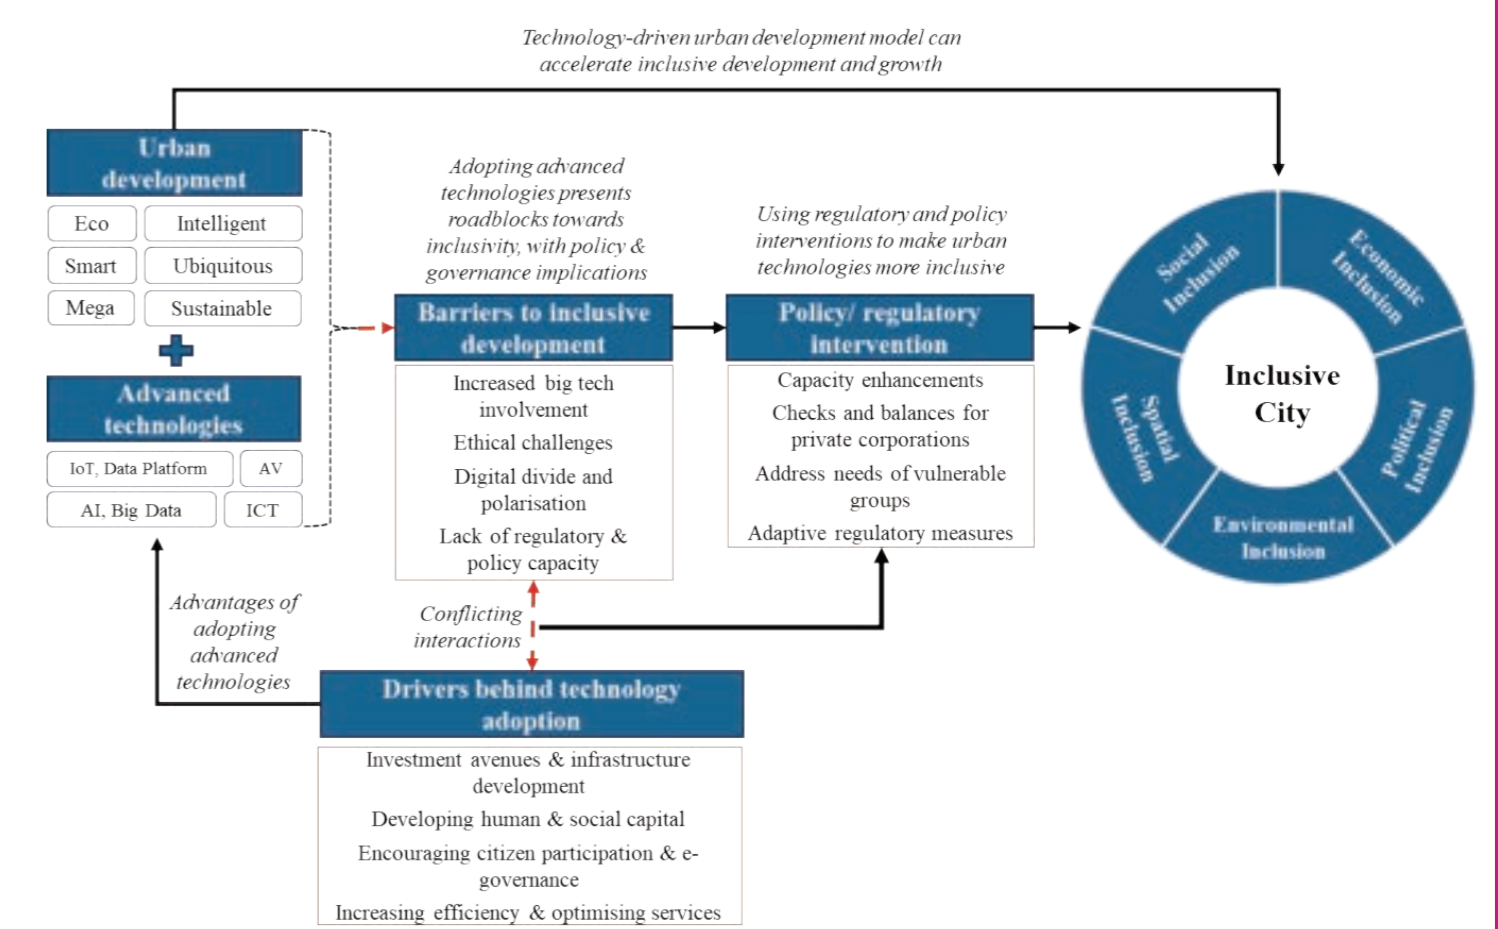 Technology-driven urban development model can
accelerate inclusive development and growth
Urban
development
Eco
Intelligent
Smart
Ubiquitous
Mega
Sustainable
Advanced
technologies
IoT, Data Platform
AV
AI, Big Data
ICT
Adopting advanced
technologies presents
roadblocks towards
inclusivity, with policy &
governance implications
Barriers to inclusive
development
Increased big tech
involvement
Ethical challenges
Digital divide and
polarisation
Lack of regulatory &
policy capacity
Using regulatory and policy
interventions to make urban
technologies more inclusive
Policy/ regulatory
intervention
Capacity enhancements
Checks and balances for
private corporations
Address needs of vulnerable
groups
Adaptive regulatory measures
Social
Inclusion
Economic
Inclusion
Spatial
Inclusion
Inclusive
City
Political
Inclusion
Environmental
Inclusion
Advantages of
adopting
advanced
technologies
Conflicting
interactions
Drivers behind technology
adoption
Investment avenues & infrastructure
development
Developing human & social capital
Encouraging citizen participation & e-
governance
Increasing efficiency & optimising services